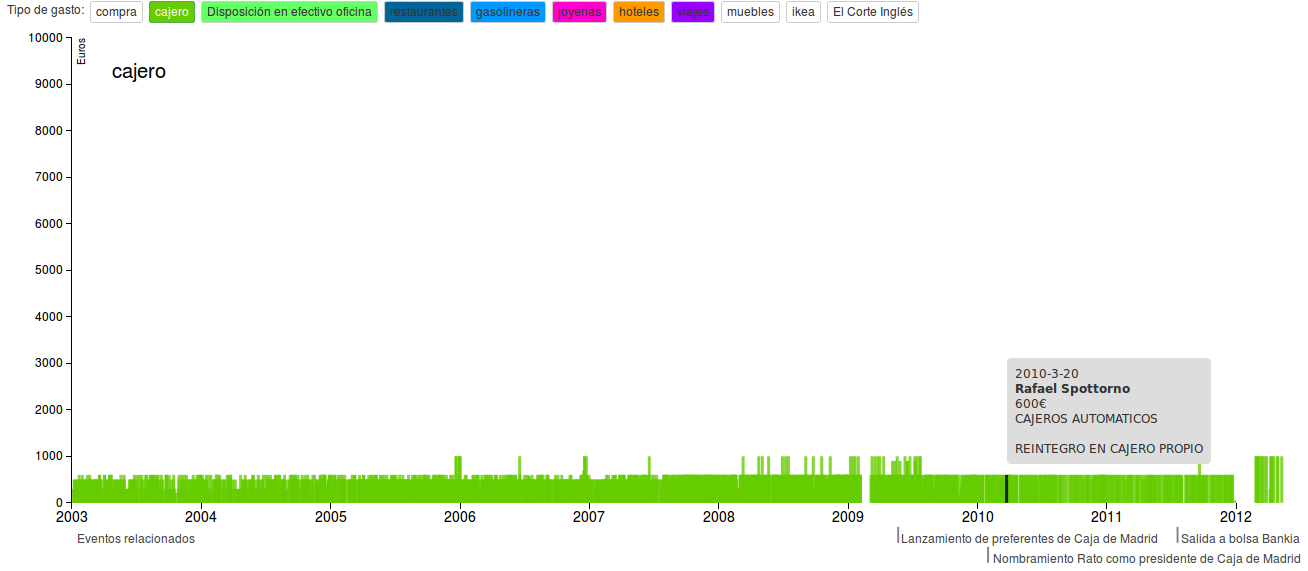 Tipo de gasto: compra cajero Disposición en efectivo oficina restaurantes gasolineras joyerias hoteles viajes muebles ikea El Corte Inglés
10000
Euros
cajero
9000
8000
7000
6000
5000
4000
3000
2000
1000
0
2010-3-20
Rafael Spottorno
600€
CAJEROS AUTOMATICOS
REINTEGRO EN CAJERO PROPIO
2003 2004 2005 2006 2007 2008 2009 2010 2011 2012
Eventos relacionados Lanzamiento de preferentes de Caja de Madrid Salida a bolsa Bankia
Nombramiento Rato como presidente de Caja de Madrid